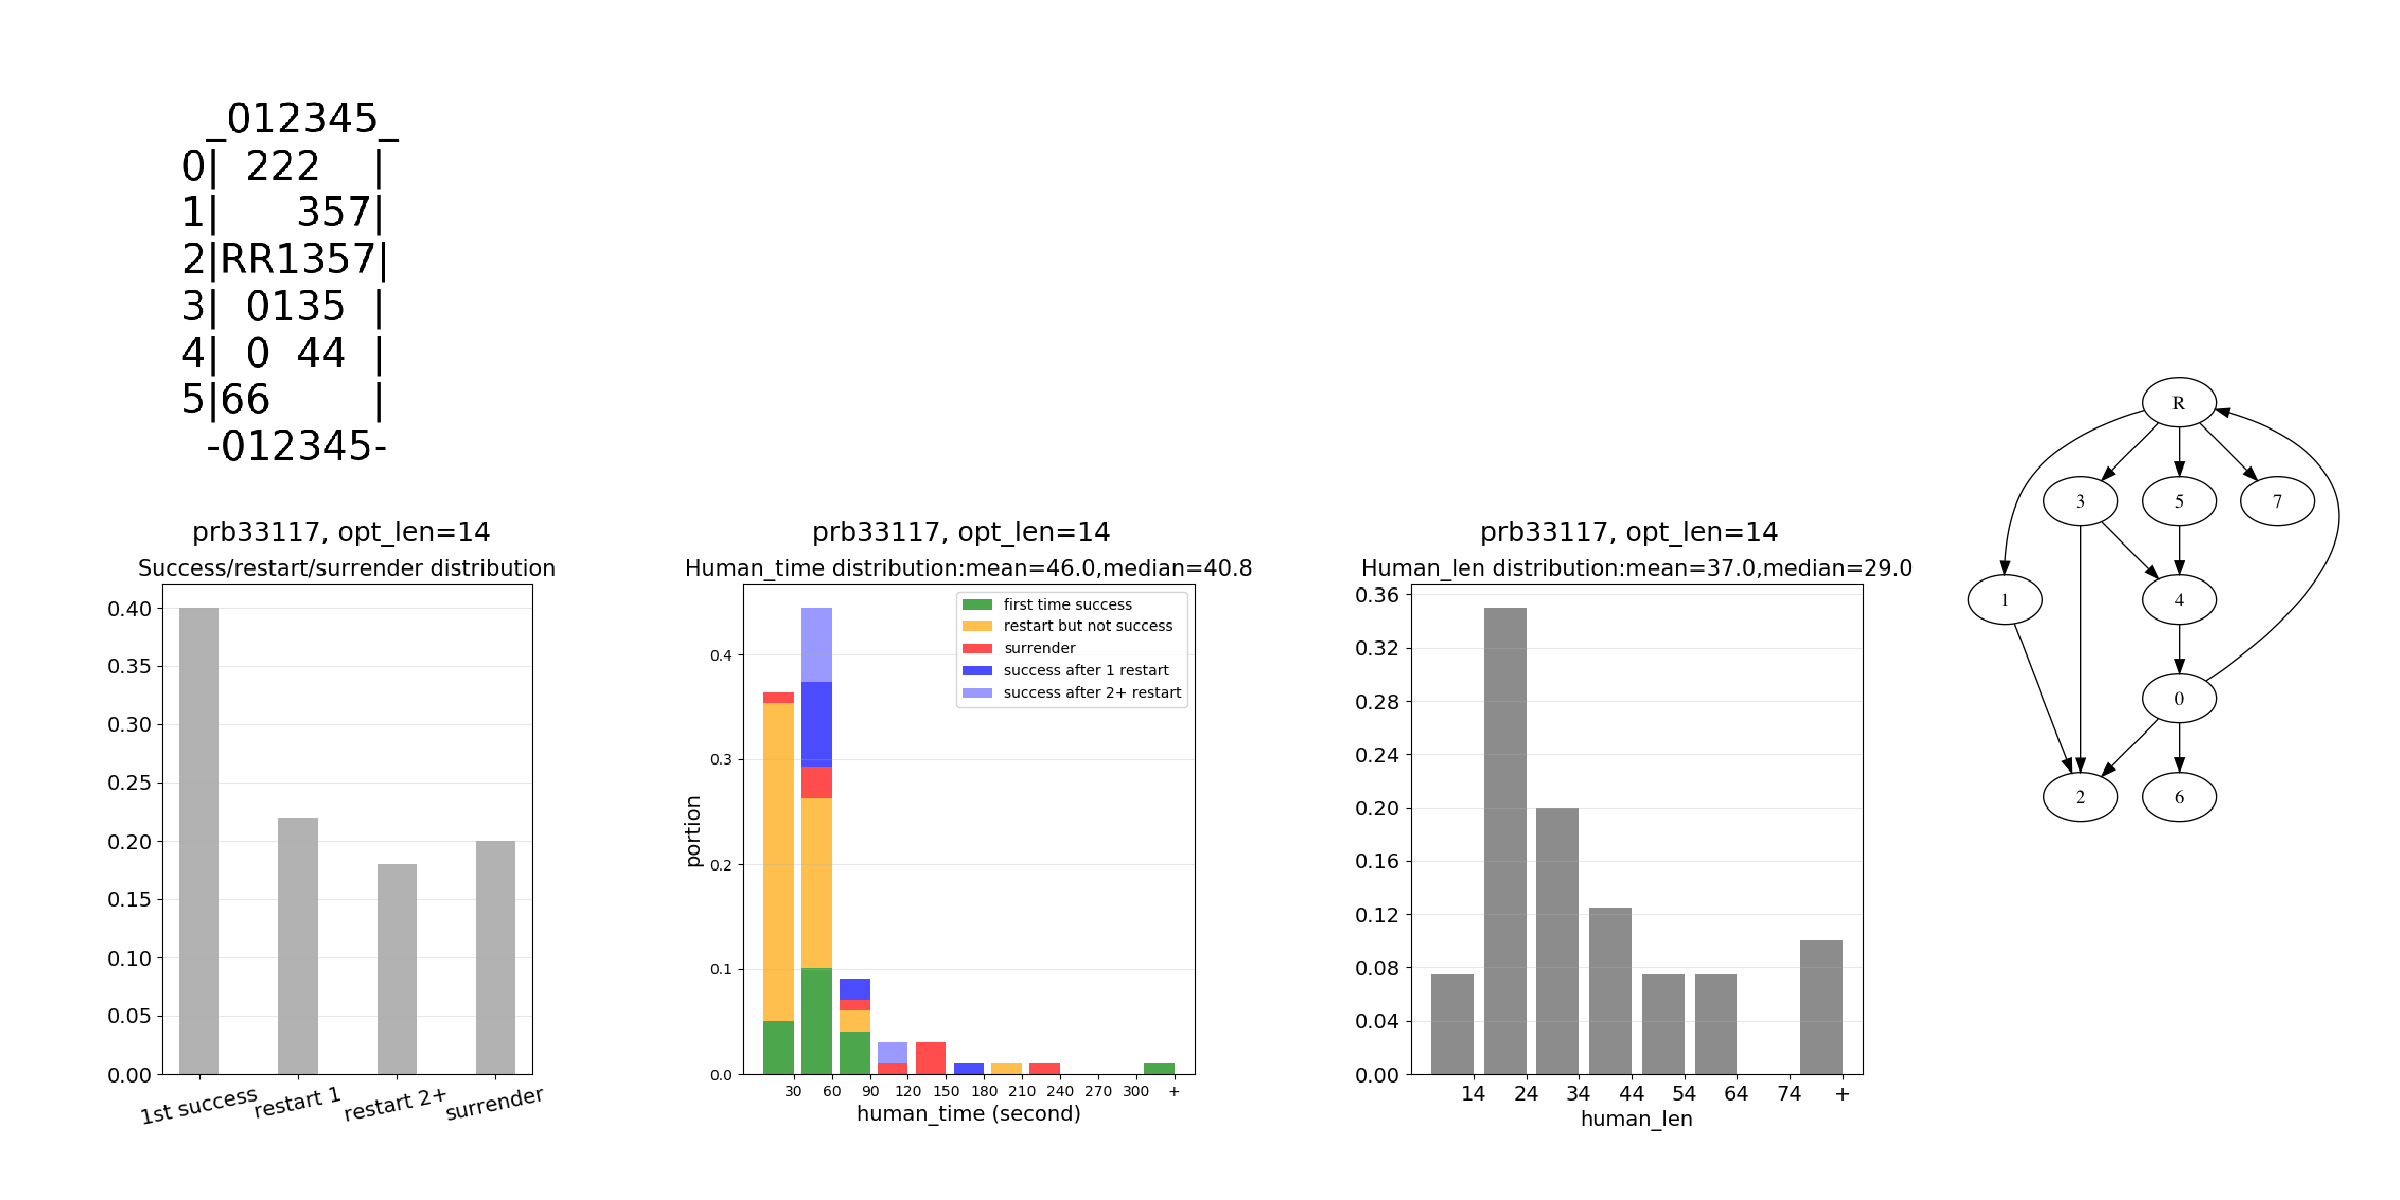 _012345_
0| 222   |
1|   357|
2|RR1357|
3| 0135 |
4| 0 44 |
5|66    |
-012345-
prb33117, opt_len=14
Success/restart/surrender distribution
0.40
0.35
0.30
0.25
0.20
0.15
0.10
0.05
0.00
1st success
restart 1
restart 2+
surrender
prb33117, opt_len=14
Human_time distribution:mean=46.0,median=40.8
first time success
restart but not success
surrender
success after 1 restart
success after 2+ restart
portion
0.4
0.3
0.2
0.1
0.0
30 60 90 120 150 180 210 240 270 300 +
human_time (second)
prb33117, opt_len=14
Human_len distribution:mean=37.0,median=29.0
0.36
0.32
0.28
0.24
0.20
0.16
0.12
0.08
0.04
0.00
14 24 34 44 54 64 74 +
human_len
R
3 5 7
1 4
0
2 6